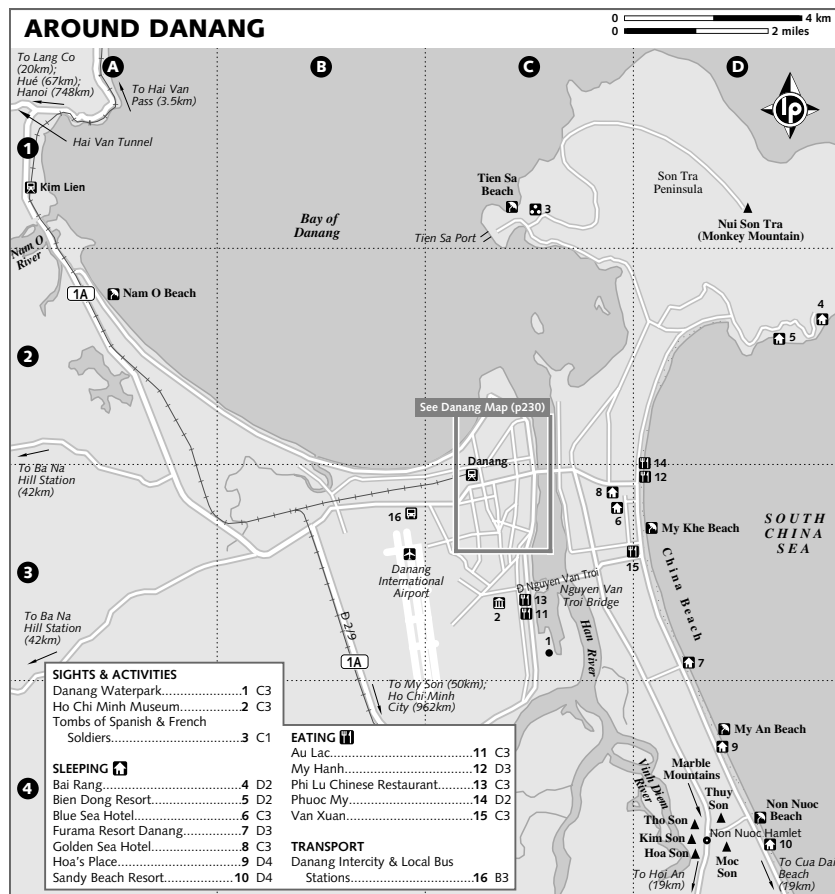 AROUND DANANG
0 4 km
0 2 miles
A
B
C
D
1
2
3
4
To Lang Co
(20km);
Hué (67km);
Hanoi (748km)
To Hai Van
Pass (3.5km)
Hai Van Tunnel
Kim Lien
Nam O
River
1A
Nam O Beach
Bay of
Danang
Tien Sa
Beach
3
Tien Sa Port
Son Tra
Peninsula
Nui Son Tra
(Monkey Mountain)
lp
4
5
See Danang Map (p230)
Danang
To Ba Na
Hill Station
(42km)
16
Danang
International
Airport
8
6
14
12
My Khe Beach
SOUTH
CHINA
SEA
15
China Beach
Đ Nguyen Van Troi
Nguyen Van
Troi Bridge
2
13
11
1
Han River
To Ba Na
Hill Station
(42km)
Đ 2/9
1A
To My Son (50km);
Ho Chi Minh
City (962km)
7
My An Beach
9
Marble
Mountains
Vinh Diem
River
Thuy
Son
Non Nuoc
Beach
Tho Son
Kim Son
Non Nuoc Hamlet
Hoa Son
Moc
Son
10
To Hoi An
(19km)
To Cua Dai
Beach
(19km)
SIGHTS & ACTIVITIES
Danang Waterpark........................1 C3
Ho Chi Minh Museum...................2 C3
Tombs of Spanish & French
Soldiers................................3 C1
SLEEPING
Bai Rang......................................4 D2
Bien Dong Resort........................5 D2
Blue Sea Hotel............................6 C3
Furama Resort Danang................7 D3
Golden Sea Hotel........................8 C3
Hoa's Place.................................9 D4
Sandy Beach Resort...................10 D4
EATING
Au Lac.......................................11 C3
My Hanh...................................12 D3
Phi Lu Chinese Restaurant.........13 C3
Phuoc My..................................14 D2
Van Xuan..................................15 C3
TRANSPORT
Danang Intercity & Local Bus
Stations................................16 B3